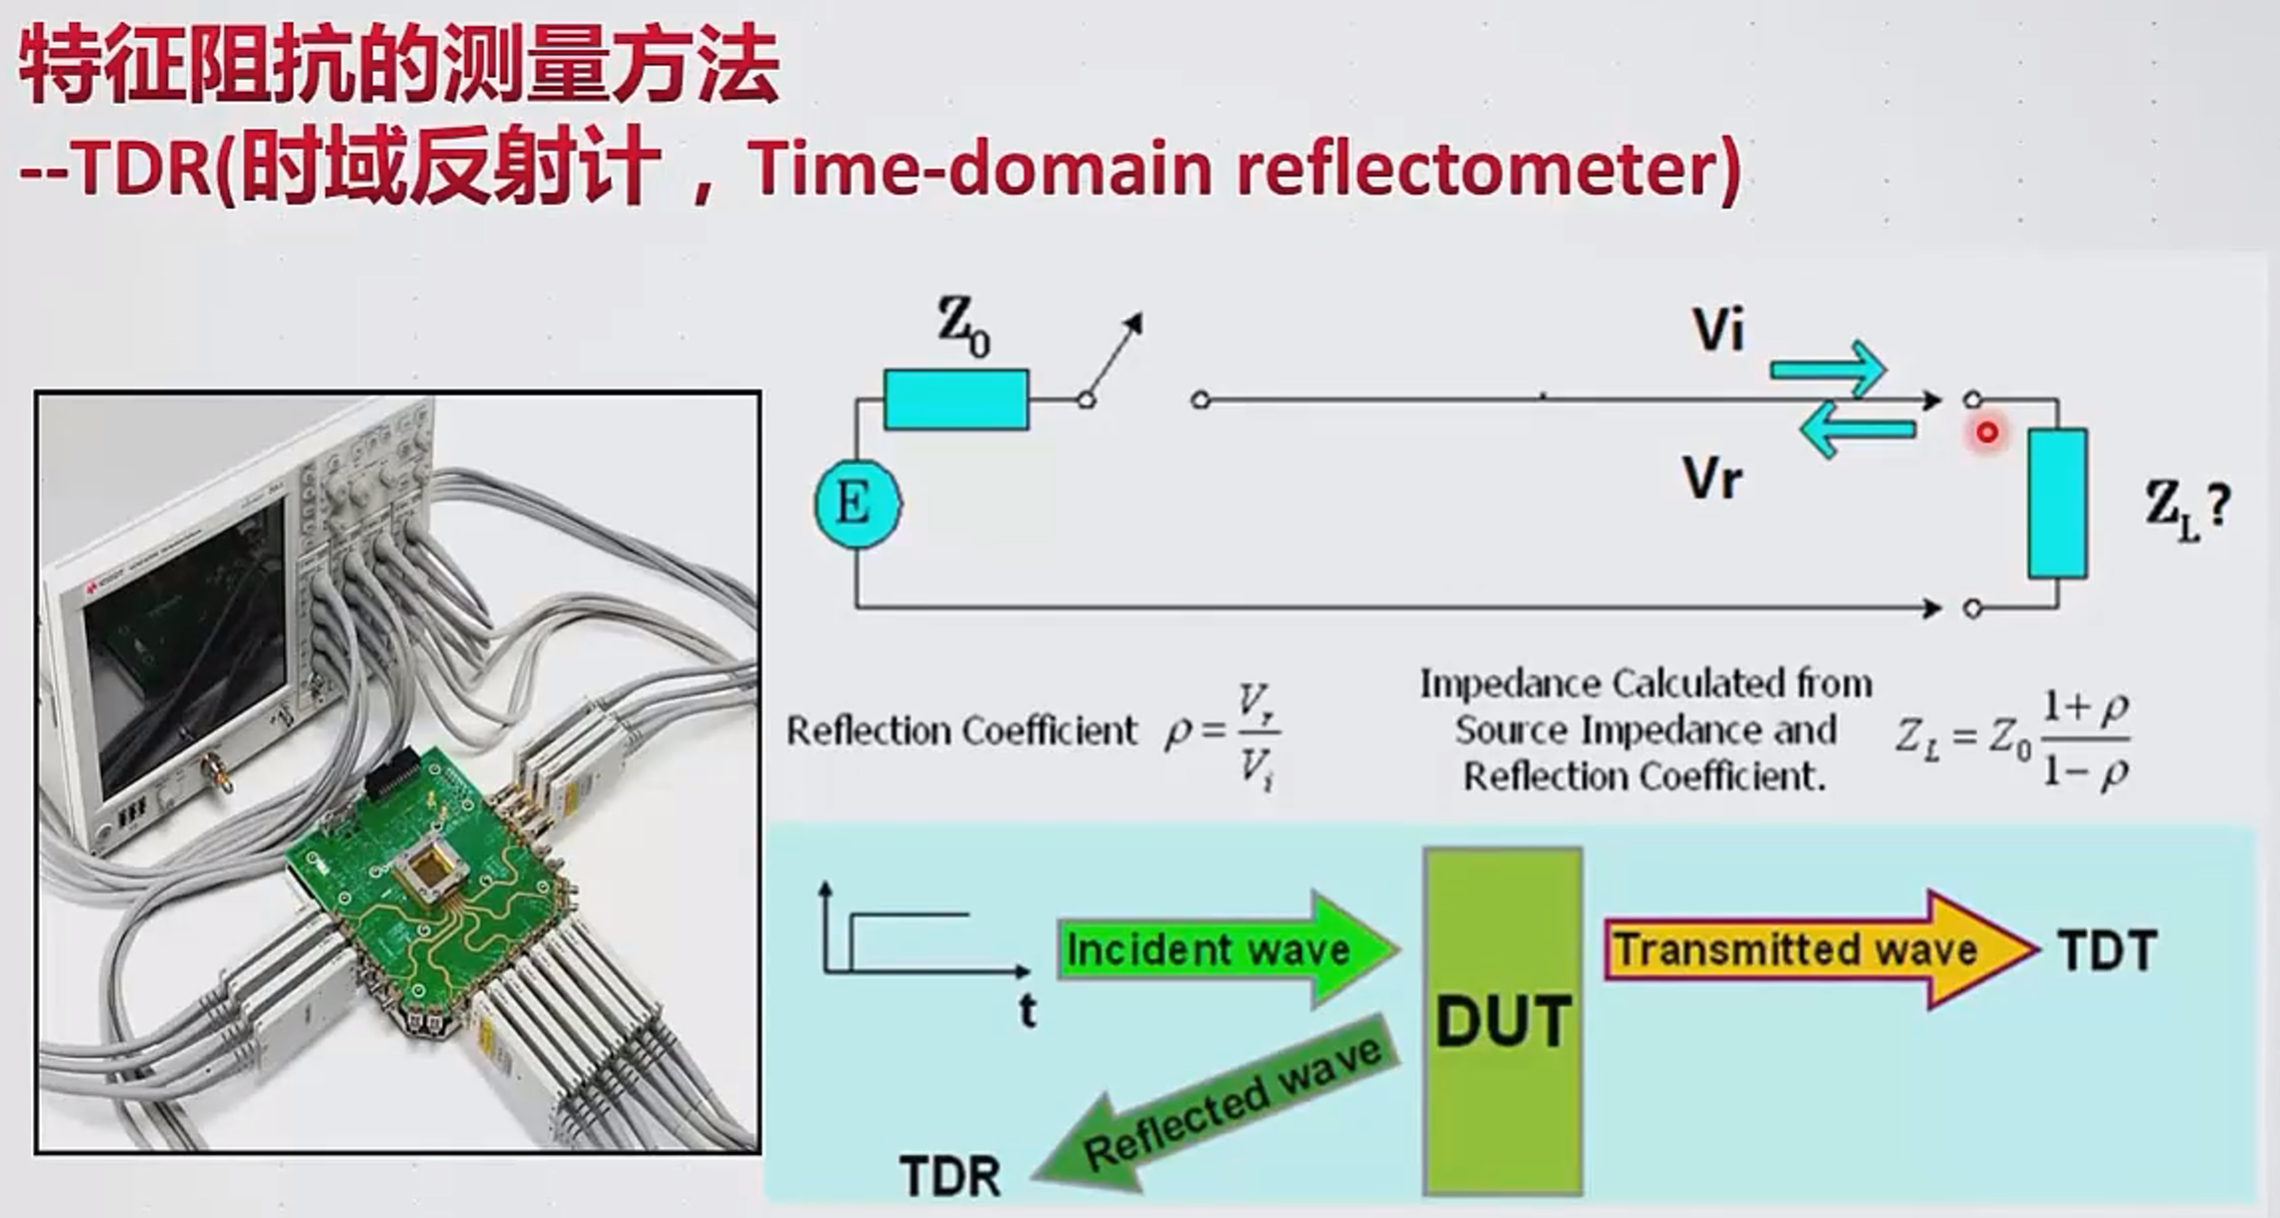 特征阻抗的测量方法
--TDR(时域反射计，Time-domain reflectometer)
Z0
Vi
Vr
E
ZL?
Reflection Coefficient ρ = Vr / Vi
Impedance Calculated from
Source Impedance and
Reflection Coefficient.
ZL = Z0 (1+ρ) / (1−ρ)
t
Incident wave
DUT
Transmitted wave
TDT
Reflected wave
TDR